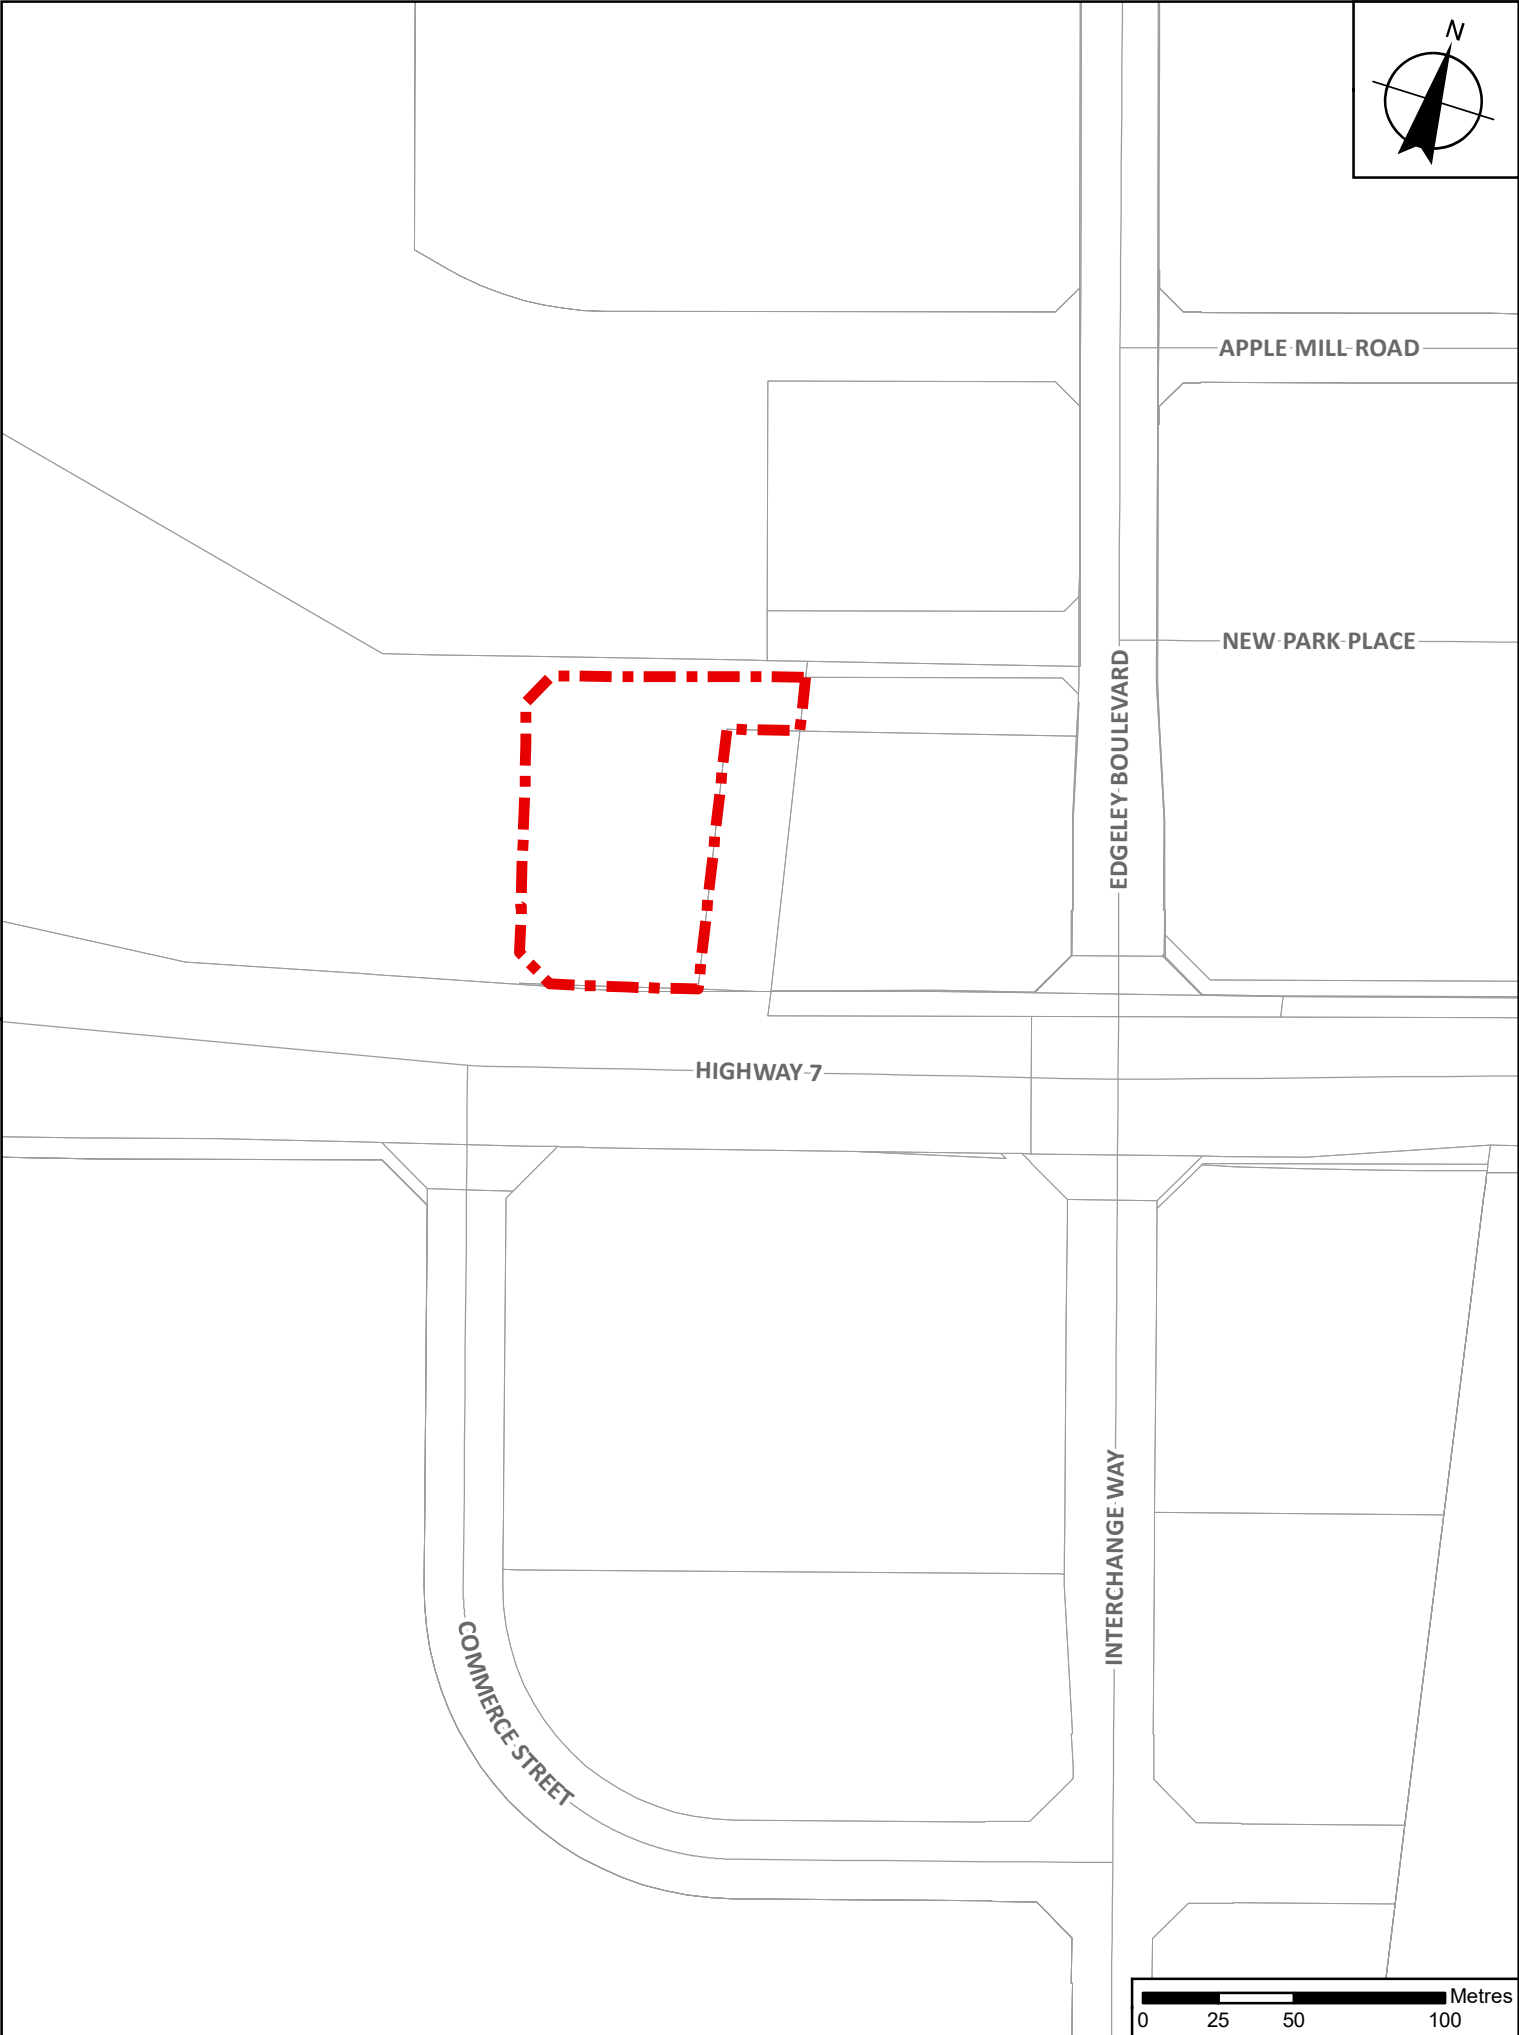 N
APPLE MILL ROAD
NEW PARK PLACE
EDGELEY BOULEVARD
HIGHWAY 7
INTERCHANGE WAY
COMMERCE STREET
Metres
0 25 50 100